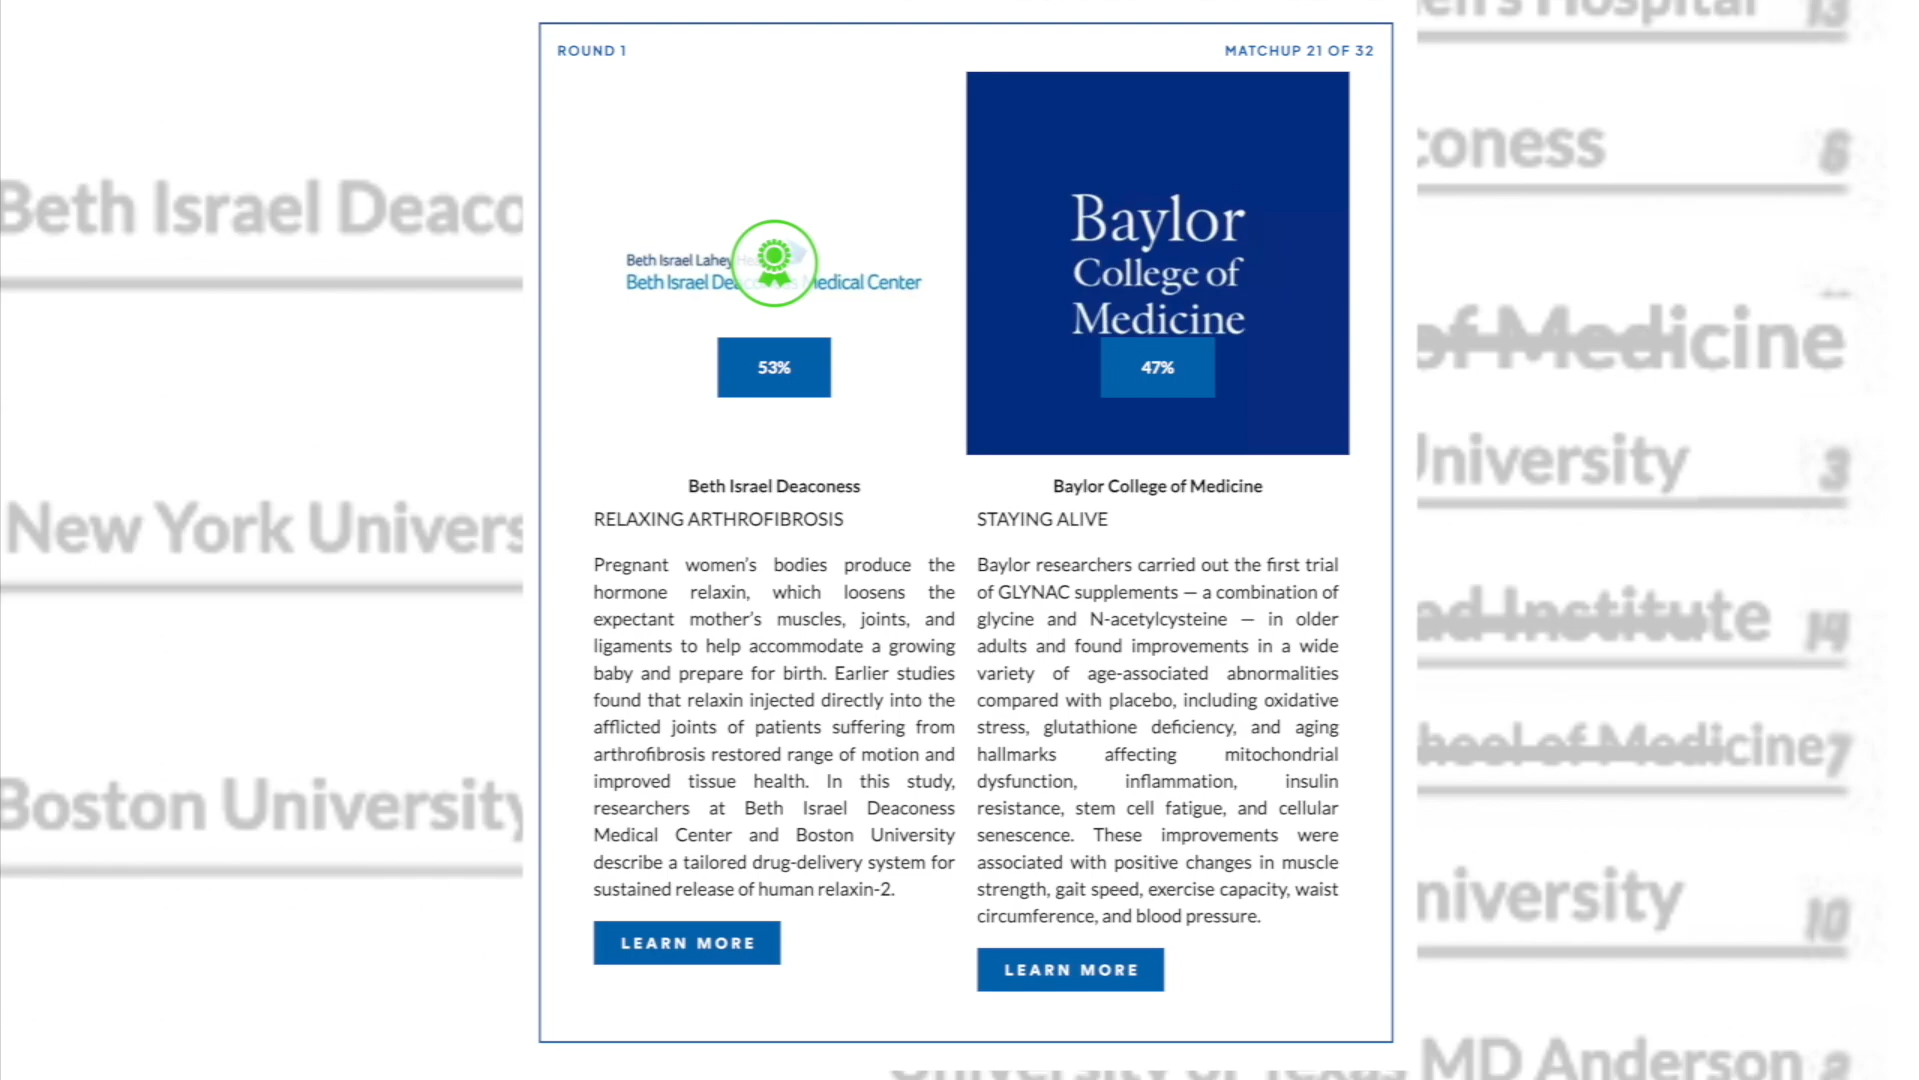 ROUND 1
MATCHUP 21 OF 32
Beth Israel Lahey
Beth Israel Medical Center
53%
Baylor
College of
Medicine
47%
Beth Israel Deaconess
RELAXING ARTHROFIBROSIS
Pregnant women's bodies produce the
hormone relaxin, which loosens the
expectant mother's muscles, joints, and
ligaments to help accommodate a growing
baby and prepare for birth. Earlier studies
found that relaxin injected directly into the
afflicted joints of patients suffering from
arthrofibrosis restored range of motion and
improved tissue health. In this study,
researchers at Beth Israel Deaconess
Medical Center and Boston University
describe a tailored drug-delivery system for
sustained release of human relaxin-2.
LEARN MORE
Baylor College of Medicine
STAYING ALIVE
Baylor researchers carried out the first trial
of GLYNAC supplements — a combination of
glycine and N-acetylcysteine — in older
adults and found improvements in a wide
variety of age-associated abnormalities
compared with placebo, including oxidative
stress, glutathione deficiency, and aging
hallmarks affecting mitochondrial
dysfunction, inflammation, insulin
resistance, stem cell fatigue, and cellular
senescence. These improvements were
associated with positive changes in muscle
strength, gait speed, exercise capacity, waist
circumference, and blood pressure.
LEARN MORE
Beth Israel Deaco
New York Univers
Boston University
en's Hospital 13
coness 6
of Medicine
University 3
ad Institute 14
hool of Medicine 7
niversity 10
University of Texas MD Anderson 2